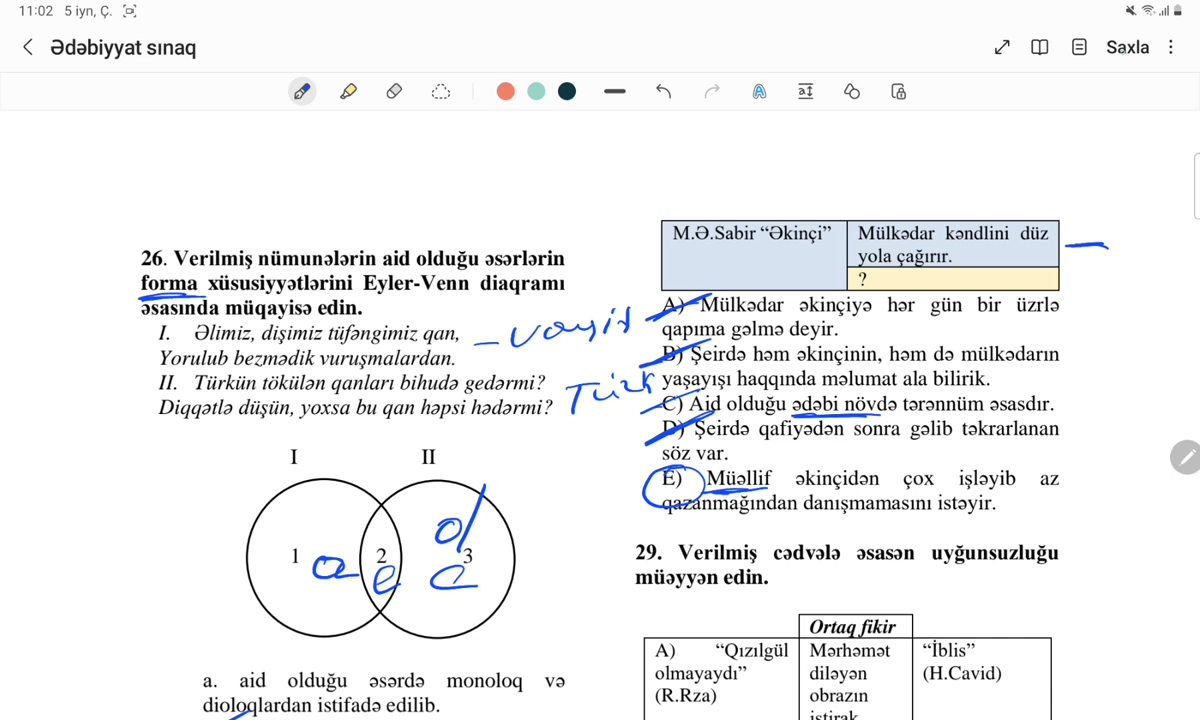 11:02 5 iyn, Ç.
Ədəbiyyat sınaq
Saxla
26. Verilmiş nümunələrin aid olduğu əsərlərin
forma xüsusiyyətlərini Eyler-Venn diaqramı
əsasında müqayisə edin.
I. Əlimiz, dişimiz tüfəngimiz qan,
Yorulub bezmədik vuruşmalardan.
II. Türkün tökülən qanları bihudə gedərmi?
Diqqətlə düşün, yoxsa bu qan həpsi hədərmi?
Türk
I II
1 2 3
a e d c
a. aid olduğu əsərdə monoloq və
dioloqlardan istifadə edilib.
M.Ə.Sabir “Əkinçi”
Mülkədar kəndlini düz
yola çağırır.
?
A) Mülkədar əkinçiyə hər gün bir üzrlə
qapıma gəlmə deyir.
B) Şeirdə həm əkinçinin, həm də mülkədarın
yaşayışı haqqında məlumat ala bilirik.
C) Aid olduğu ədəbi növdə tərənnüm əsasdır.
D) Şeirdə qafiyədən sonra gəlib təkrarlanan
söz var.
E) Müəllif əkinçidən çox işləyib az
qazanmağından danışmamasını istəyir.
29. Verilmiş cədvələ əsasən uyğunsuzluğu
müəyyən edin.
Ortaq fikir
A) “Qızılgül
olmayaydı”
(R.Rza)
Mərhəmət
diləyən
obrazın
iştirak
“İblis”
(H.Cavid)